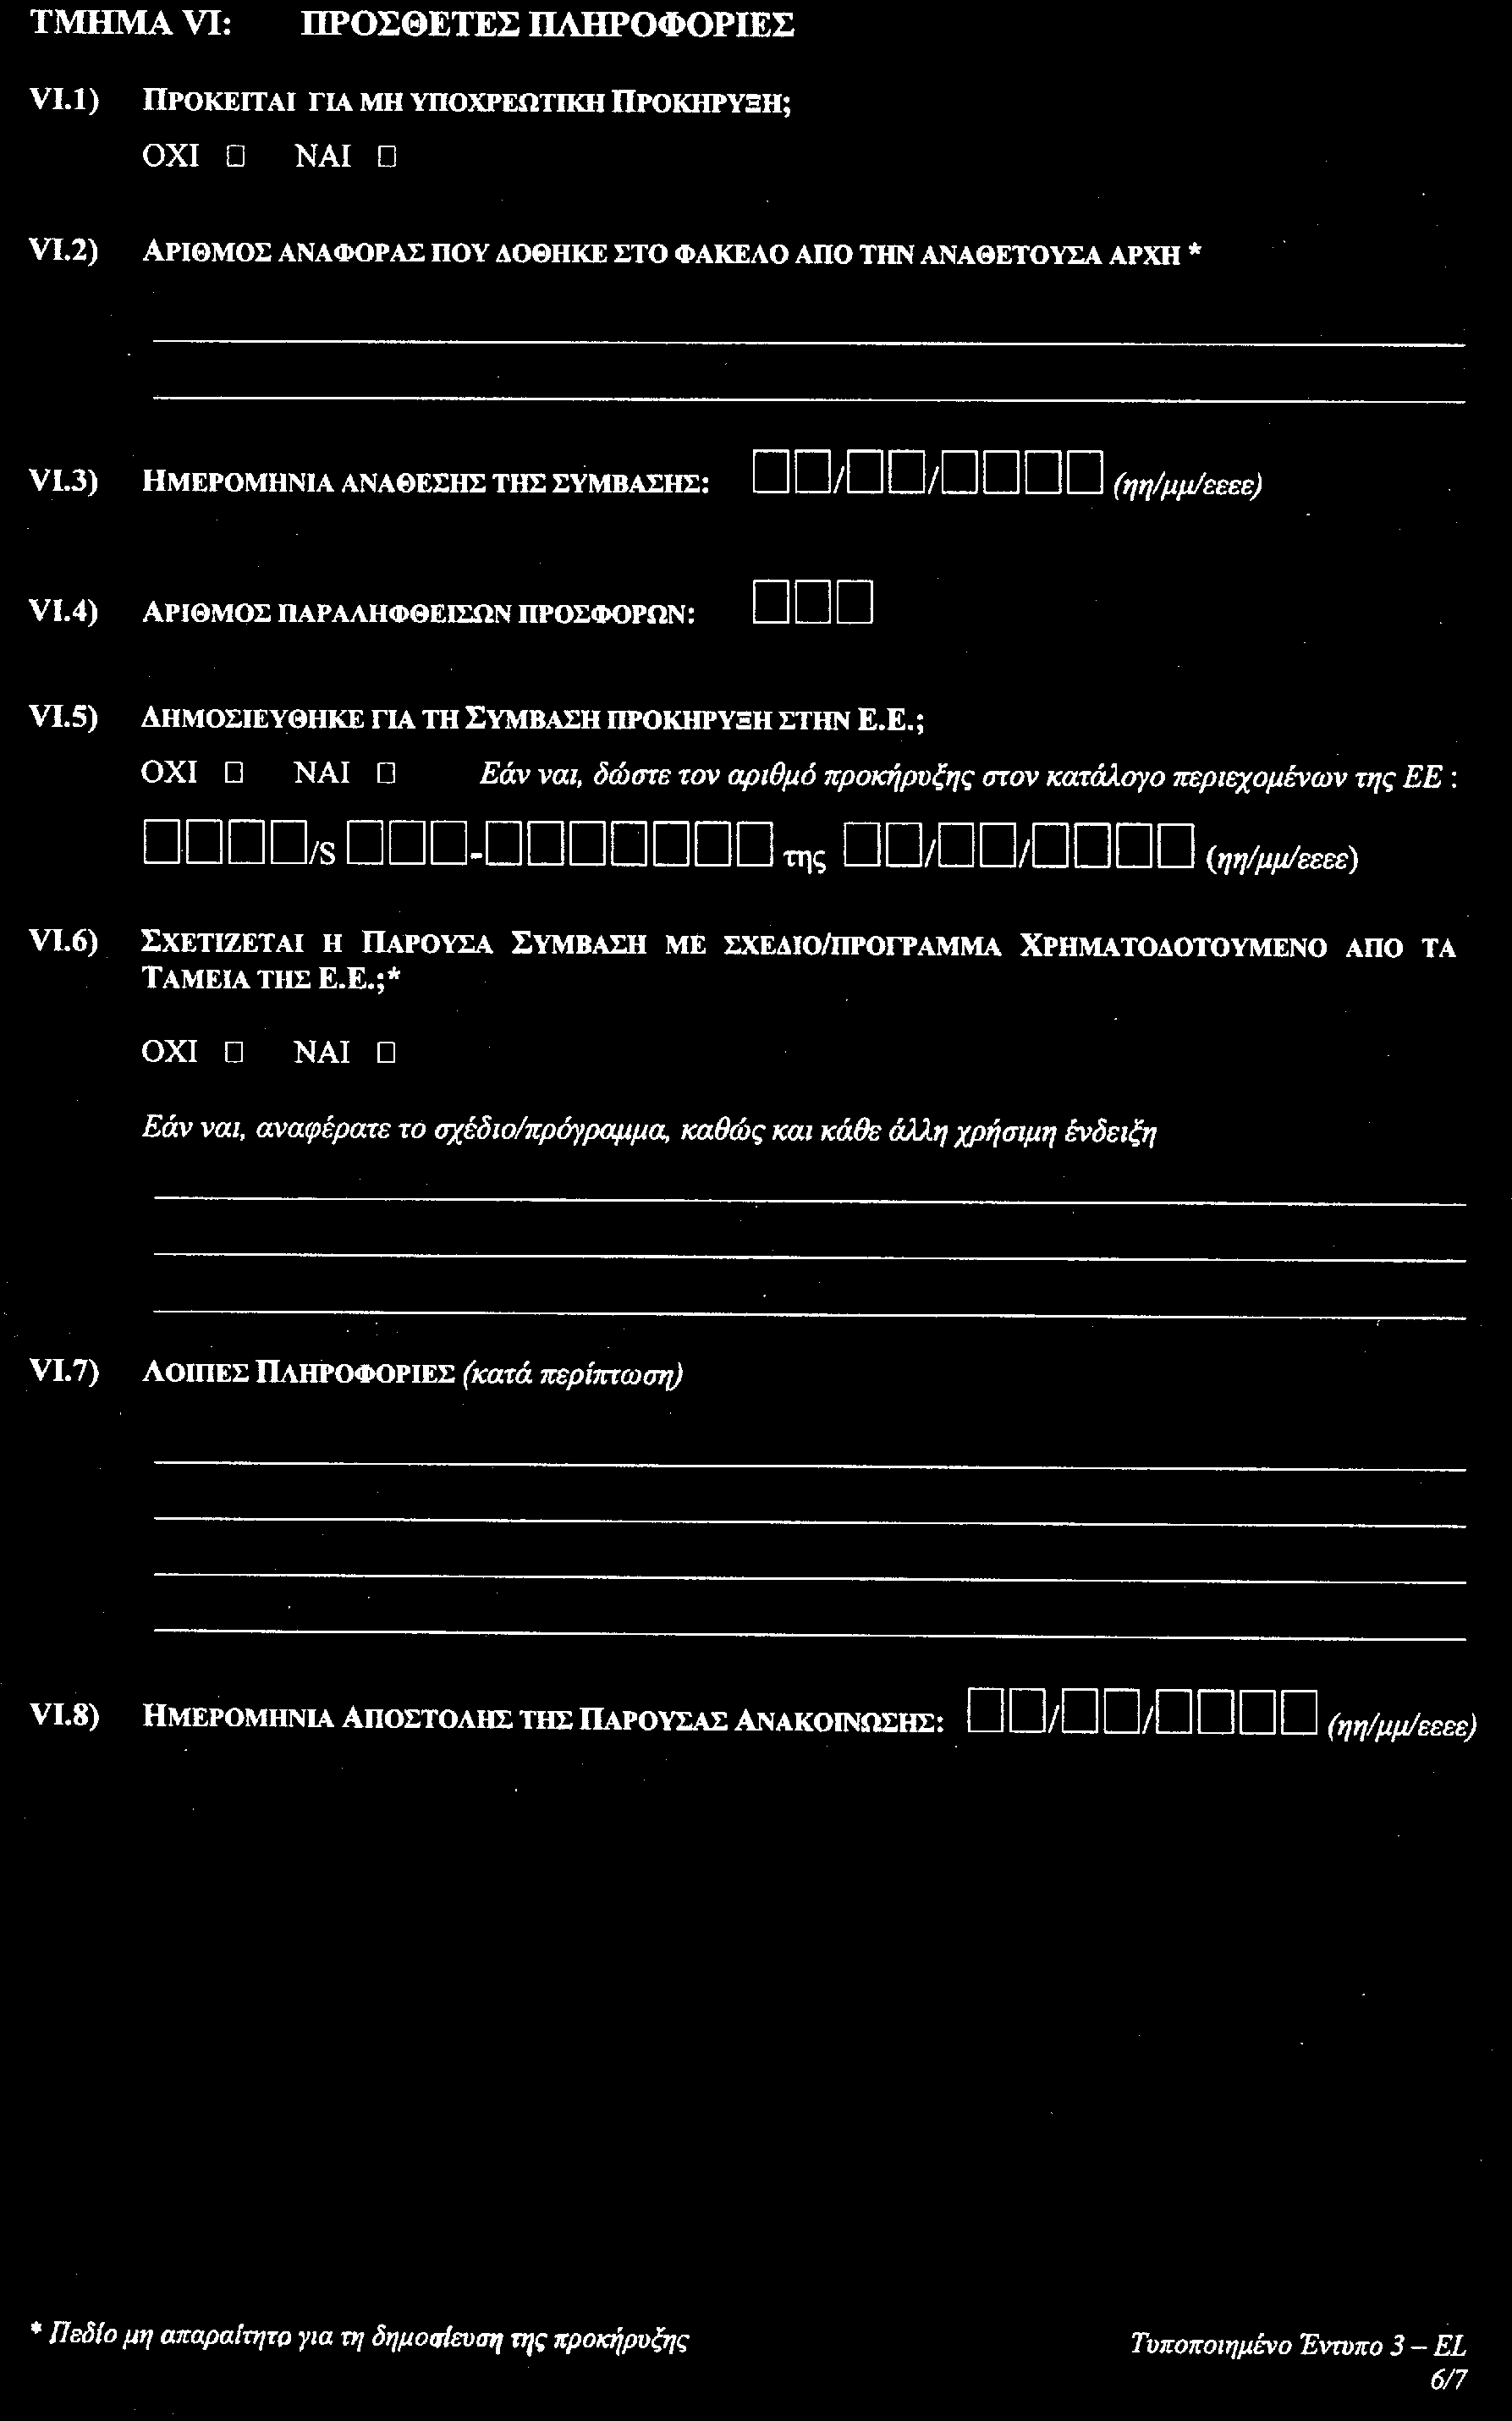 ΤΜΗΜΑ VI: ΠΡΟΣΘΕΤΕΣ ΠΛΗΡΟΦΟΡΙΕΣ
VI.1) ΠΡΟΚΕΙΤΑΙ ΓΙΑ ΜΗ ΥΠΟΧΡΕΩΤΙΚΗ ΠΡΟΚΗΡΥΞΗ;
ΟΧΙ □ ΝΑΙ □
VI.2) ΑΡΙΘΜΟΣ ΑΝΑΦΟΡΑΣ ΠΟΥ ΔΟΘΗΚΕ ΣΤΟ ΦΑΚΕΛΟ ΑΠΟ ΤΗΝ ΑΝΑΘΕΤΟΥΣΑ ΑΡΧΗ *
VI.3) ΗΜΕΡΟΜΗΝΙΑ ΑΝΑΘΕΣΗΣ ΤΗΣ ΣΥΜΒΑΣΗΣ: □□/□□/□□□□ (ηη/μμ/εεεε)
VI.4) ΑΡΙΘΜΟΣ ΠΑΡΑΛΗΦΘΕΙΣΩΝ ΠΡΟΣΦΟΡΩΝ: □□□
VI.5) ΔΗΜΟΣΙΕΥΘΗΚΕ ΓΙΑ ΤΗ ΣΥΜΒΑΣΗ ΠΡΟΚΗΡΥΞΗ ΣΤΗΝ Ε.Ε.;
ΟΧΙ □ ΝΑΙ □ Εάν ναι, δώστε τον αριθμό προκήρυξης στον κατάλογο περιεχομένων της ΕΕ :
□□□□/S □□□-□□□□□□□ της □□/□□/□□□□ (ηη/μμ/εεεε)
VI.6) ΣΧΕΤΙΖΕΤΑΙ Η ΠΑΡΟΥΣΑ ΣΥΜΒΑΣΗ ΜΕ ΣΧΕΔΙΟ/ΠΡΟΓΡΑΜΜΑ ΧΡΗΜΑΤΟΔΟΤΟΥΜΕΝΟ ΑΠΟ ΤΑ
ΤΑΜΕΙΑ ΤΗΣ Ε.Ε.;*
ΟΧΙ □ ΝΑΙ □
Εάν ναι, αναφέρατε το σχέδιο/πρόγραμμα, καθώς και κάθε άλλη χρήσιμη ένδειξη
VI.7) ΛΟΙΠΕΣ ΠΛΗΡΟΦΟΡΙΕΣ (κατά περίπτωση)
VI.8) ΗΜΕΡΟΜΗΝΙΑ ΑΠΟΣΤΟΛΗΣ ΤΗΣ ΠΑΡΟΥΣΑΣ ΑΝΑΚΟΙΝΩΣΗΣ: □□/□□/□□□□ (ηη/μμ/εεεε)
* Πεδίο μη απαραίτητο για τη δημοσίευση της προκήρυξης
Τυποποιημένο Έντυπο 3 – EL
6/7